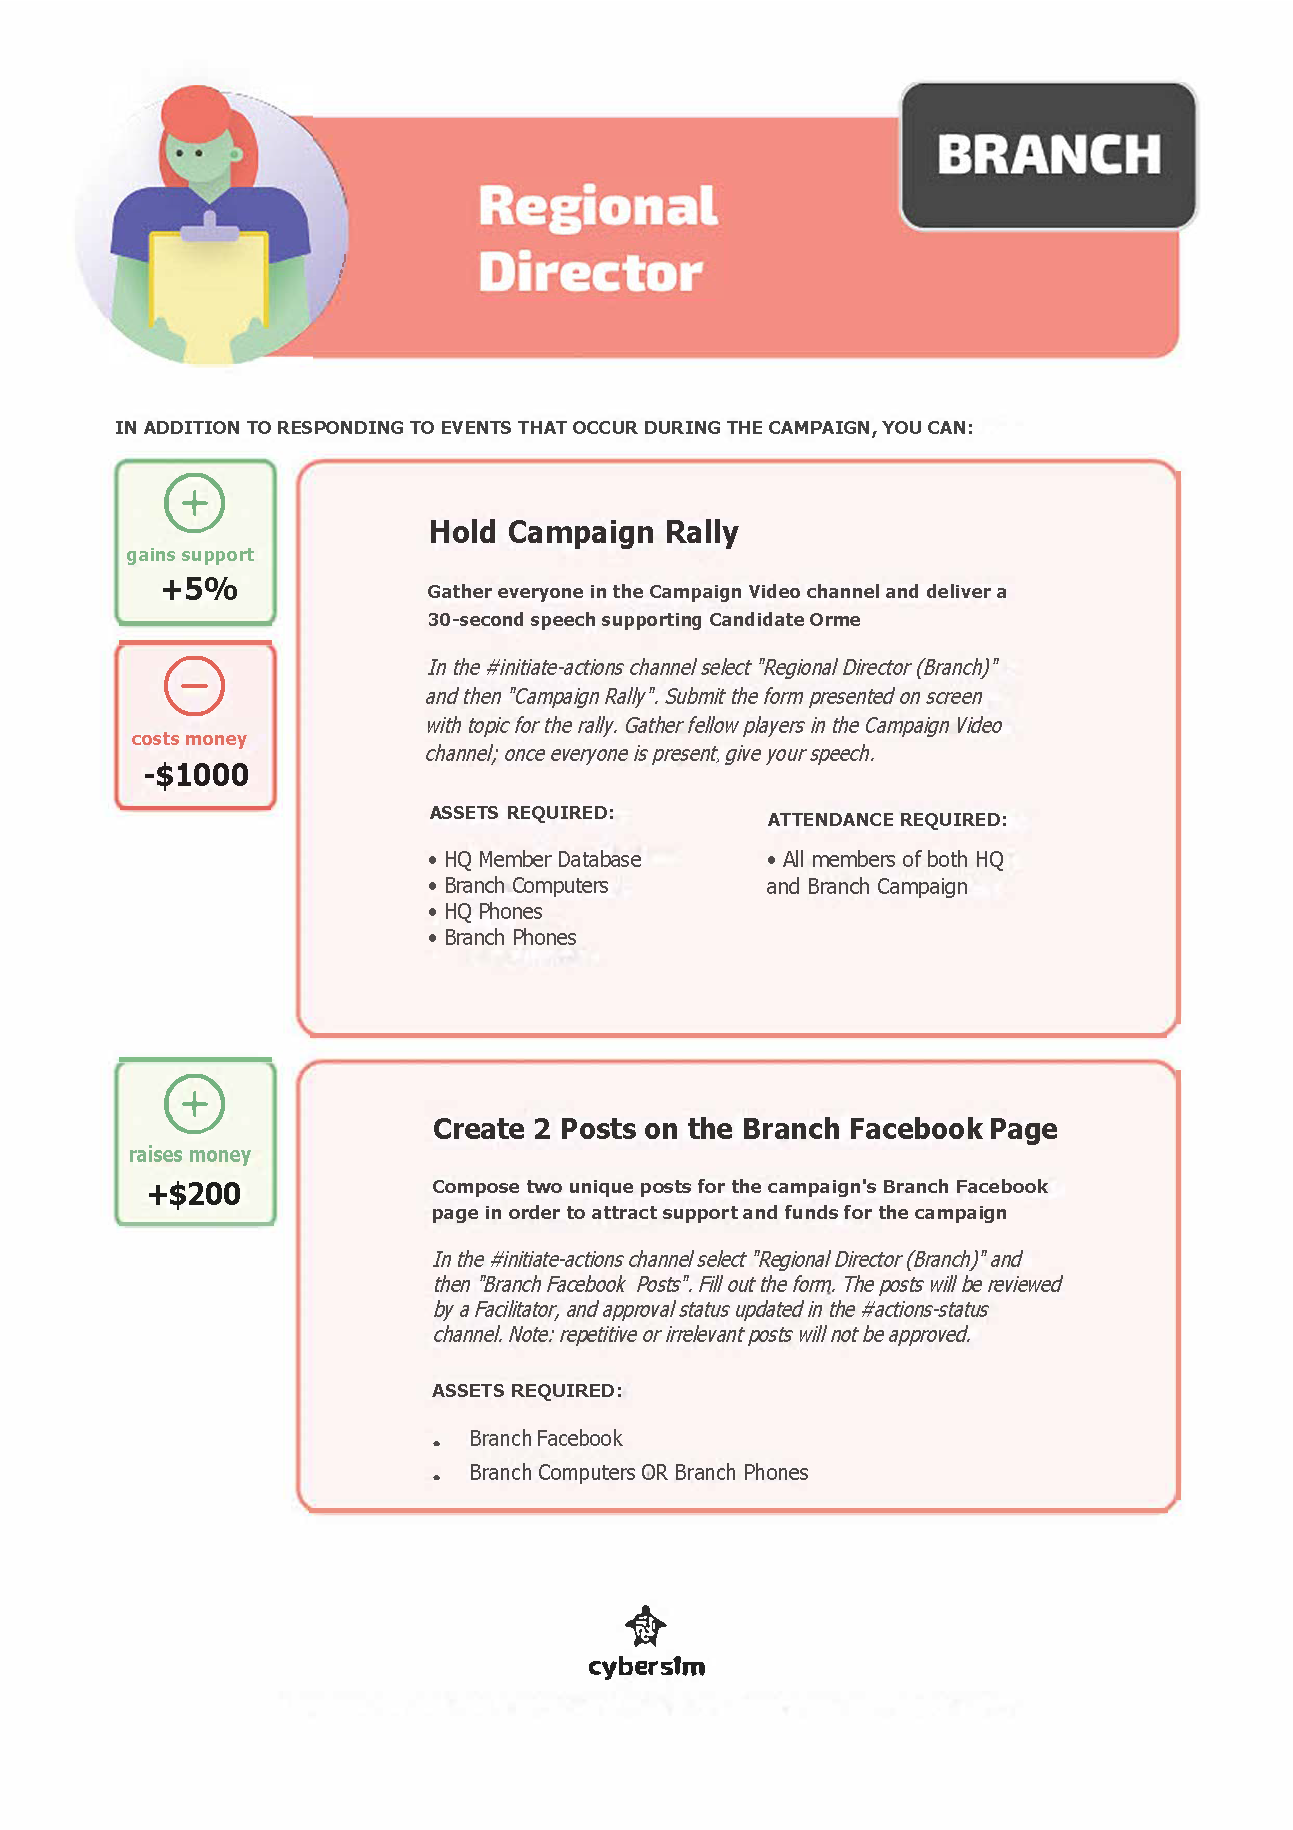 BRANCH
Regional
Director
IN ADDITION TO RESPONDING TO EVENTS THAT OCCUR DURING THE CAMPAIGN, YOU CAN:
gains support
+5%
costs money
-$1000
Hold Campaign Rally
Gather everyone in the Campaign Video channel and deliver a
30-second speech supporting Candidate Orme
In the #initiate-actions channel select "Regional Director (Branch)"
and then "Campaign Rally". Submit the form presented on screen
with topic for the rally. Gather fellow players in the Campaign Video
channel; once everyone is present, give your speech.
ASSETS REQUIRED:
• HQ Member Database
• Branch Computers
• HQ Phones
• Branch Phones
ATTENDANCE REQUIRED:
• All members of both HQ
and Branch Campaign
raises money
+$200
Create 2 Posts on the Branch Facebook Page
Compose two unique posts for the campaign's Branch Facebook
page in order to attract support and funds for the campaign
In the #initiate-actions channel select "Regional Director (Branch)" and
then "Branch Facebook Posts". Fill out the form. The posts will be reviewed
by a Facilitator, and approval status updated in the #actions-status
channel. Note: repetitive or irrelevant posts will not be approved.
ASSETS REQUIRED:
• Branch Facebook
• Branch Computers OR Branch Phones
cybersim